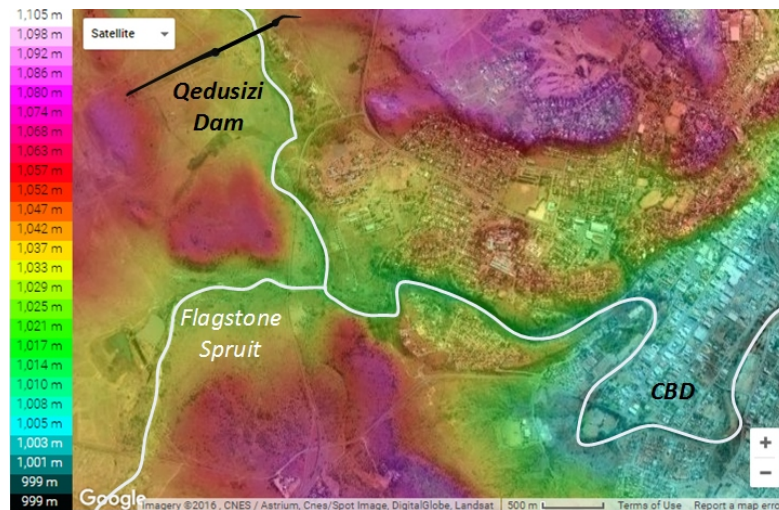 1,105 m
1,098 m
1,092 m
1,086 m
1,080 m
1,074 m
1,068 m
1,063 m
1,057 m
1,052 m
1,047 m
1,042 m
1,037 m
1,033 m
1,029 m
1,025 m
1,021 m
1,017 m
1,014 m
1,010 m
1,008 m
1,005 m
1,003 m
1,001 m
999 m
999 m
Satellite
Qedusizi
Dam
Flagstone
Spruit
CBD
+
−
Google
Imagery ©2016 , CNES / Astrium, Cnes/Spot Image, DigitalGlobe, Landsat
500 m
Terms of Use
Report a map error